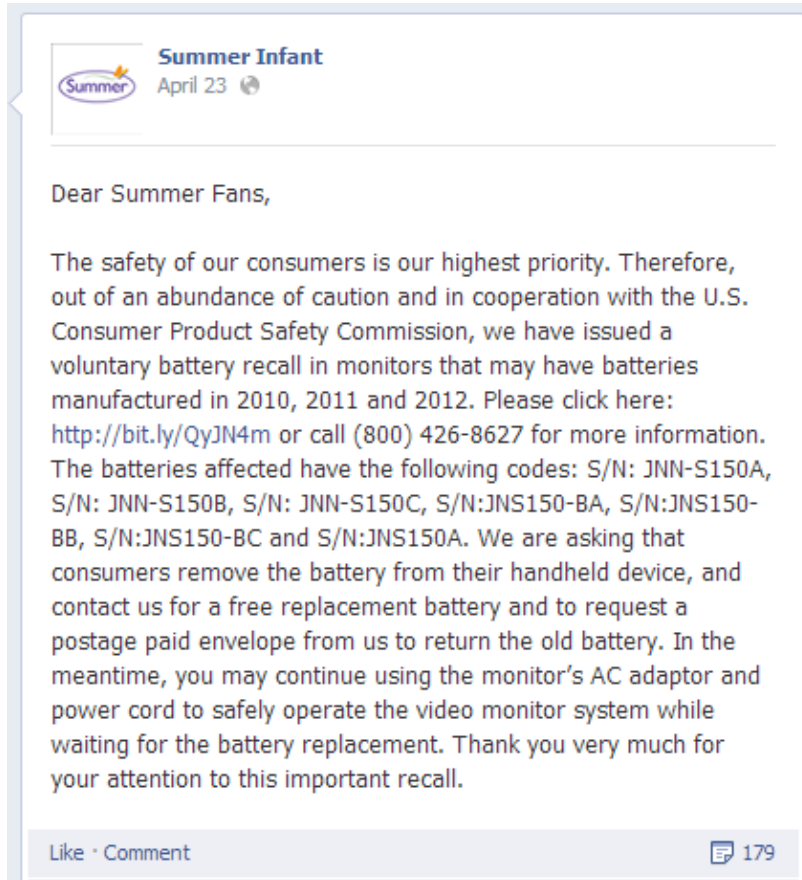 Summer
Summer Infant
April 23
Dear Summer Fans,
The safety of our consumers is our highest priority. Therefore,
out of an abundance of caution and in cooperation with the U.S.
Consumer Product Safety Commission, we have issued a
voluntary battery recall in monitors that may have batteries
manufactured in 2010, 2011 and 2012. Please click here:
http://bit.ly/QyJN4m or call (800) 426-8627 for more information.
The batteries affected have the following codes: S/N: JNN-S150A,
S/N: JNN-S150B, S/N: JNN-S150C, S/N:JNS150-BA, S/N:JNS150-
BB, S/N:JNS150-BC and S/N:JNS150A. We are asking that
consumers remove the battery from their handheld device, and
contact us for a free replacement battery and to request a
postage paid envelope from us to return the old battery. In the
meantime, you may continue using the monitor’s AC adaptor and
power cord to safely operate the video monitor system while
waiting for the battery replacement. Thank you very much for
your attention to this important recall.
Like · Comment 179